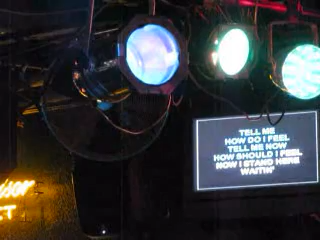 TELL ME
HOW DO I FEEL
TELL ME NOW
HOW SHOULD I FEEL
NOW I STAND HERE
WAITIN'